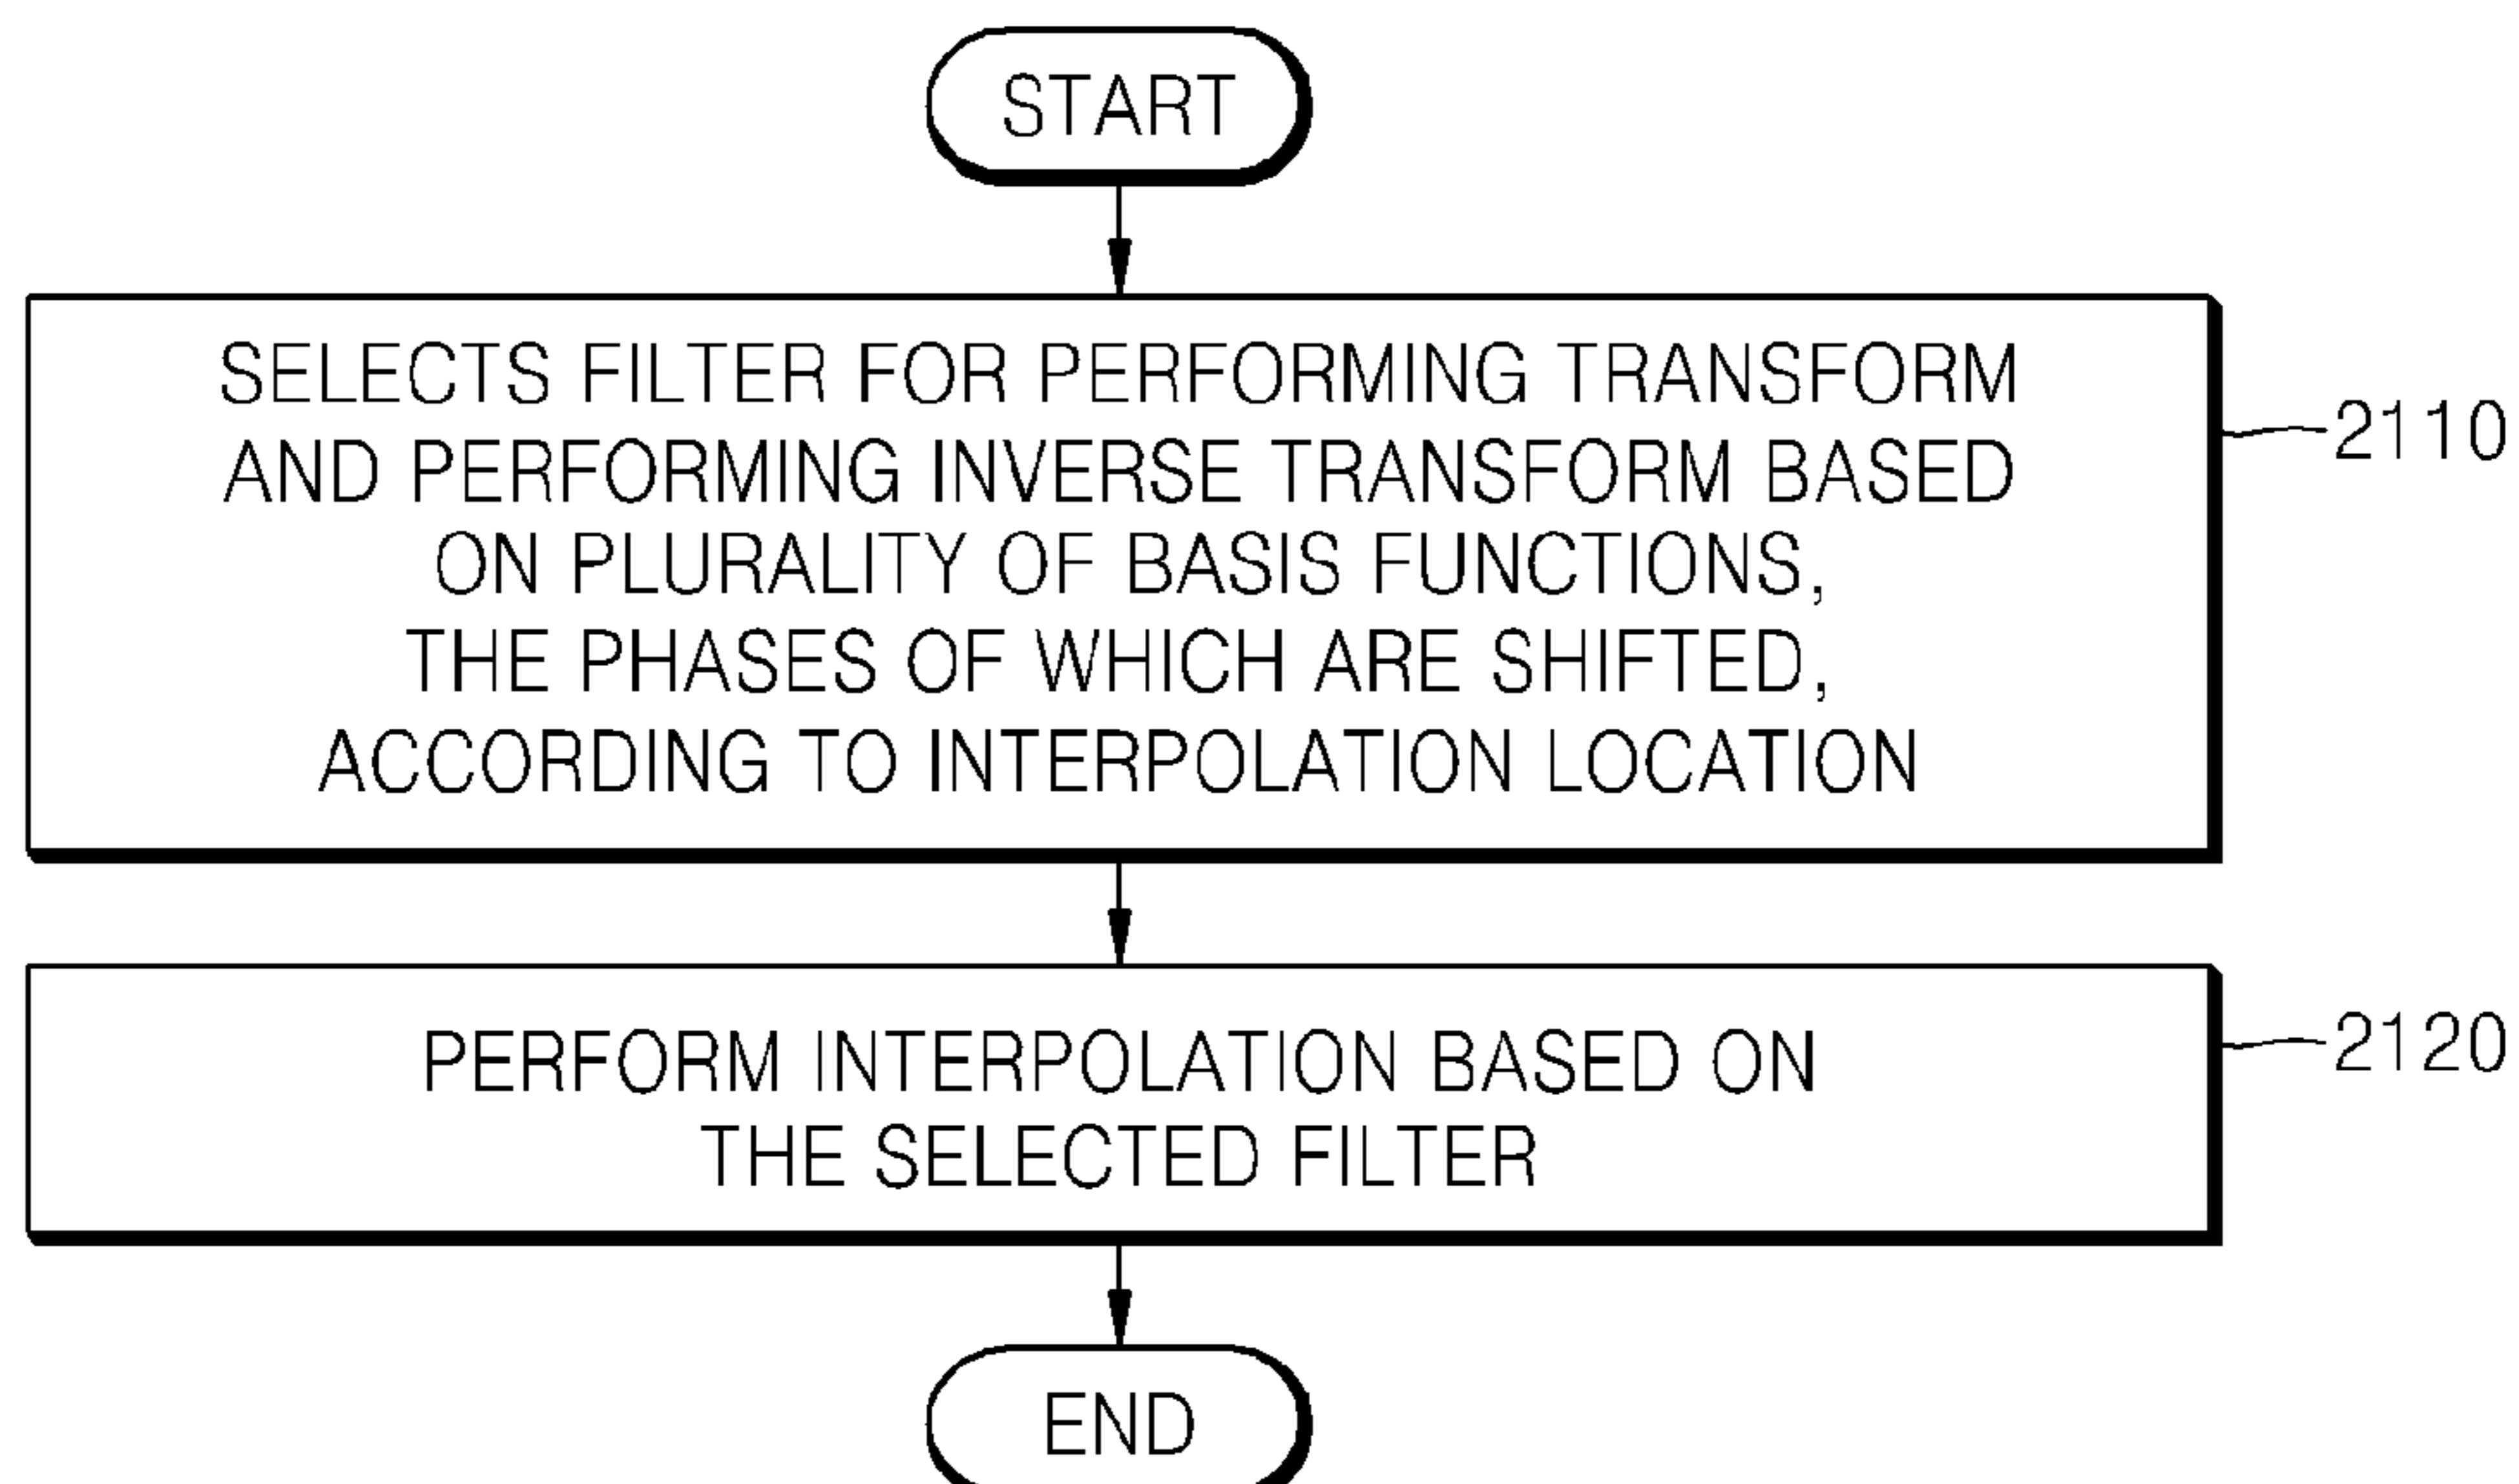 START
SELECTS FILTER FOR PERFORMING TRANSFORM
AND PERFORMING INVERSE TRANSFORM BASED
ON PLURALITY OF BASIS FUNCTIONS,
THE PHASES OF WHICH ARE SHIFTED,
ACCORDING TO INTERPOLATION LOCATION
2110
PERFORM INTERPOLATION BASED ON
THE SELECTED FILTER
2120
END